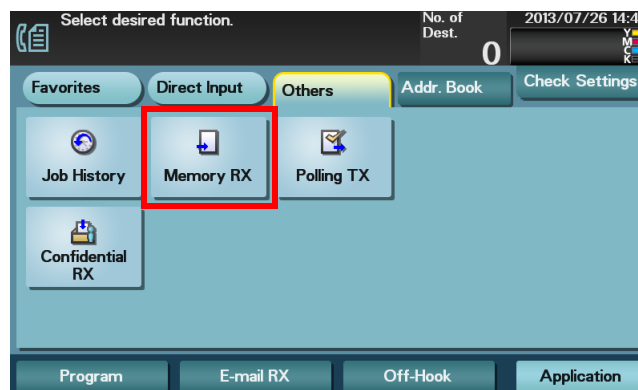 Select desired function.
No. of
Dest.
0
2013/07/26 14:4
Y
M
C
K
Favorites
Direct Input
Others
Addr. Book
Check Settings
Job History
Memory RX
Polling TX
Confidential
RX
Program
E-mail RX
Off-Hook
Application